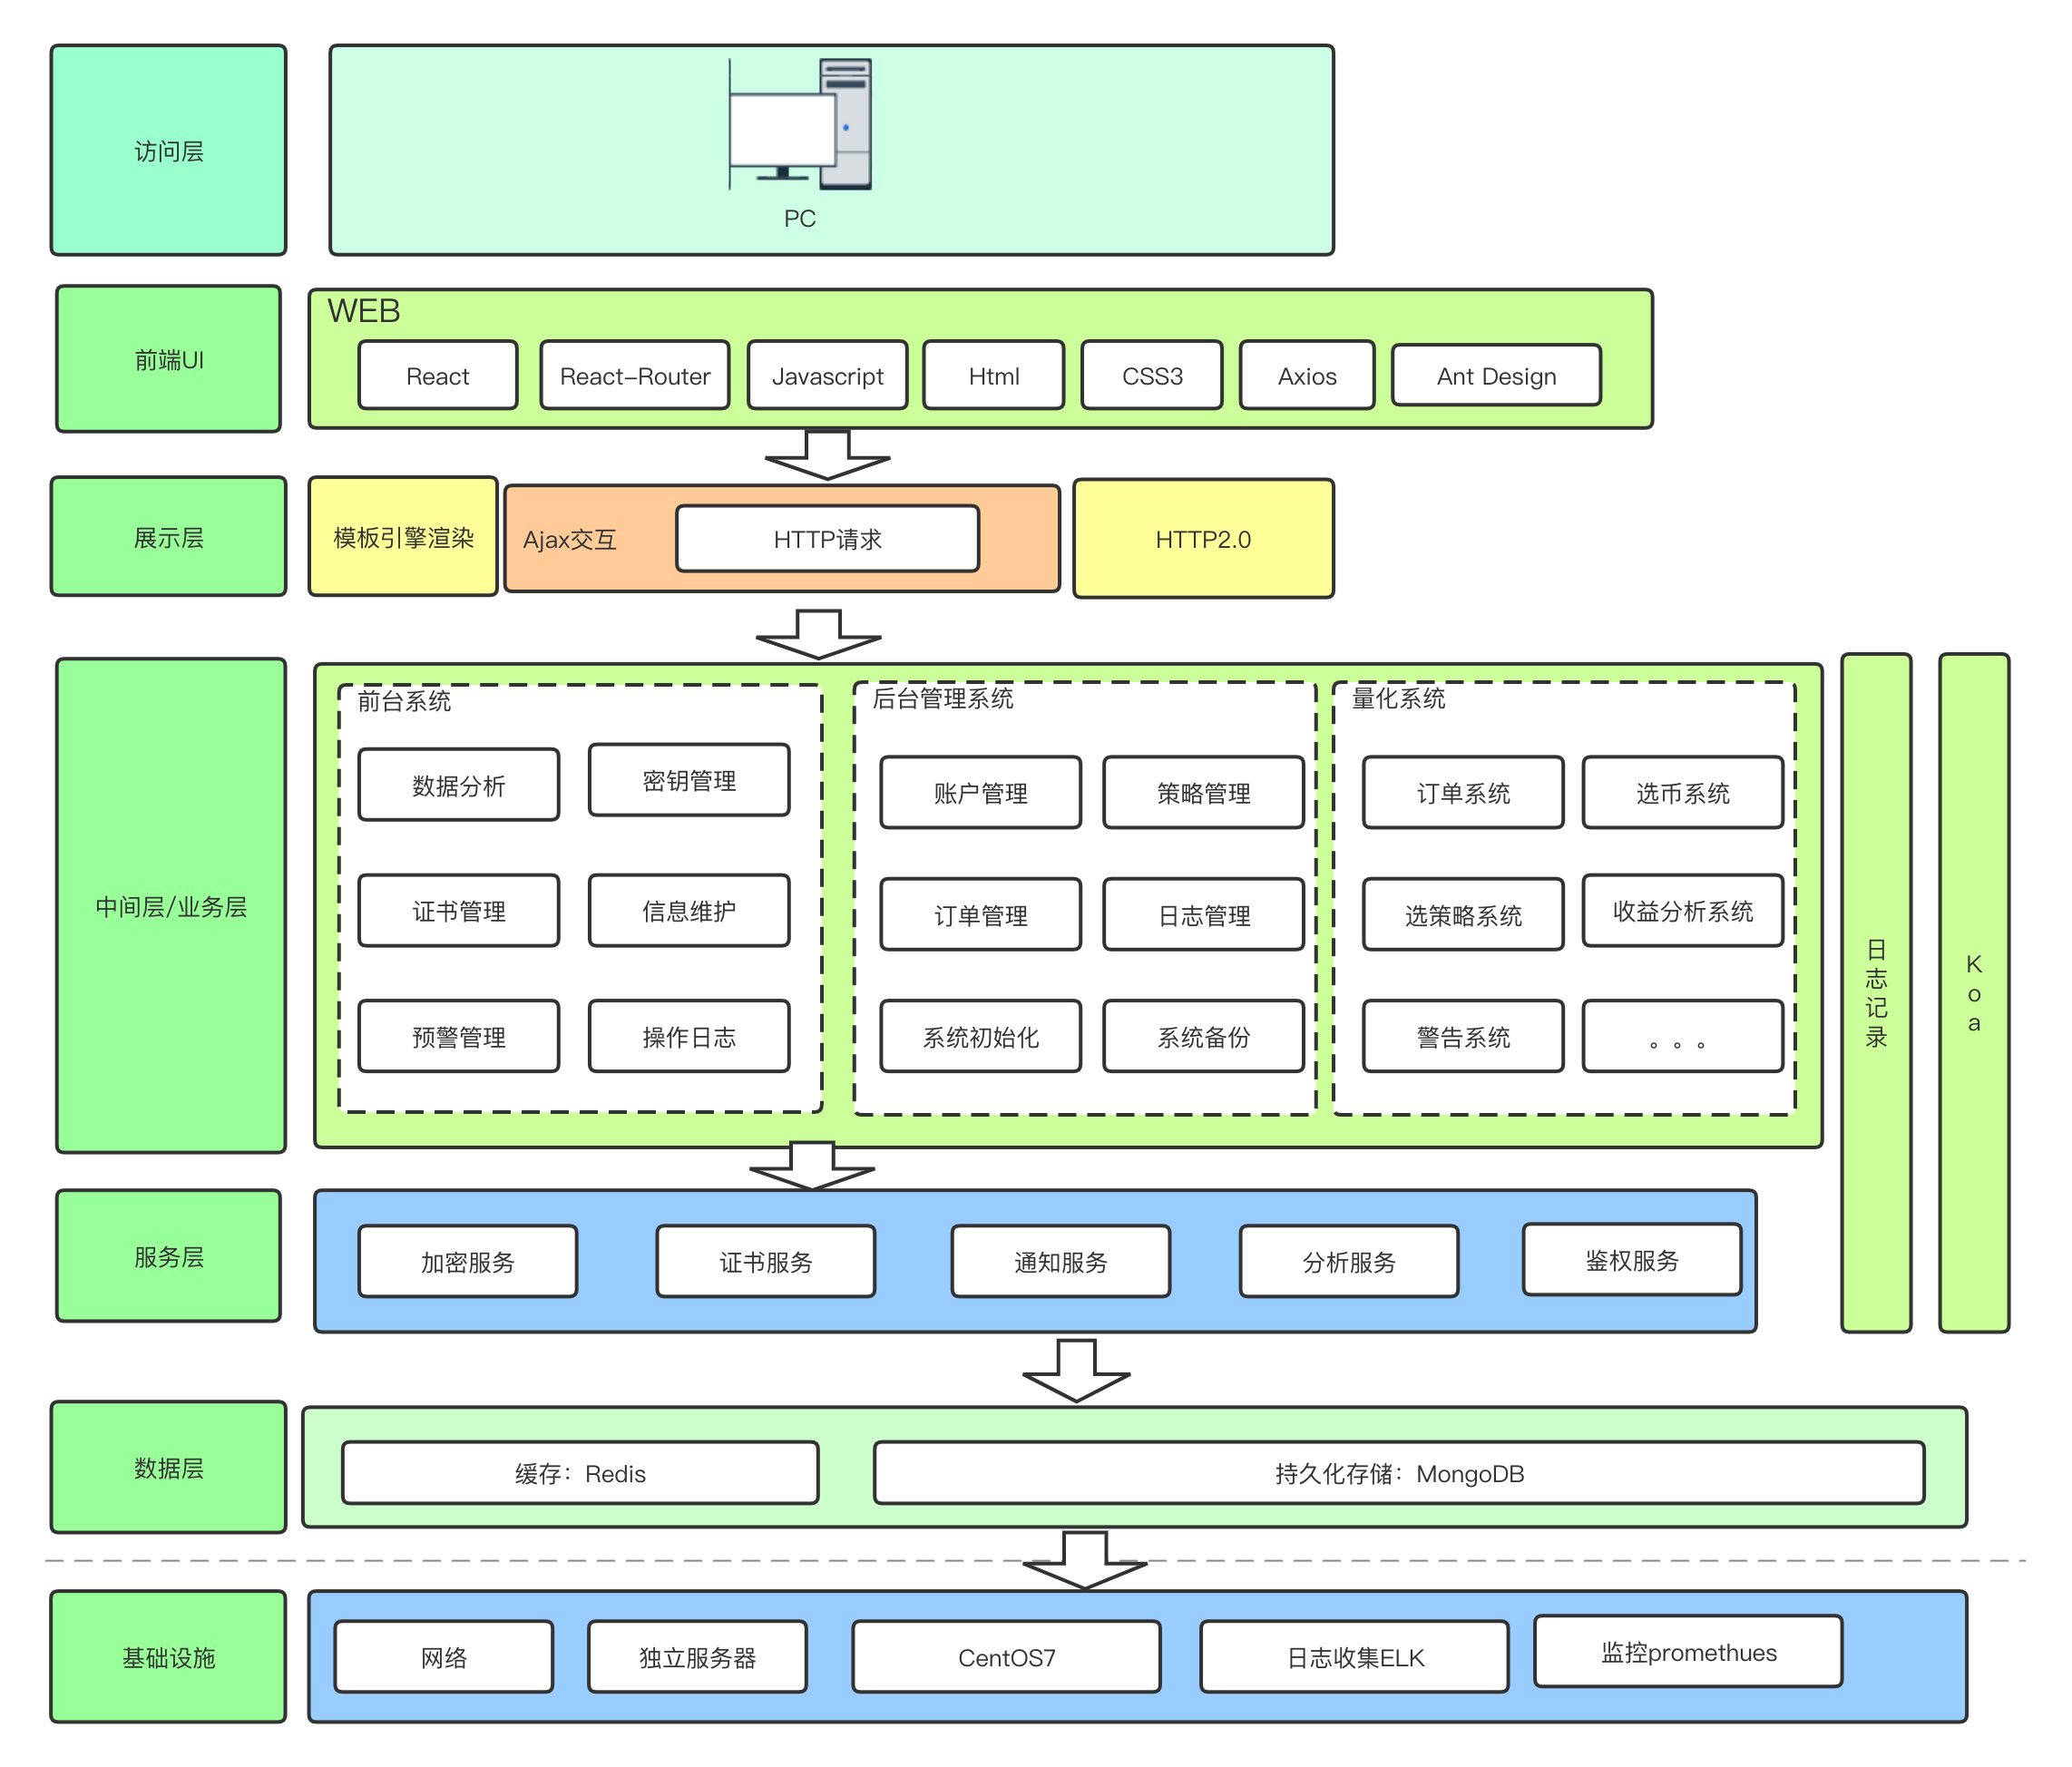 访问层
PC
前端UI
WEB
React
React-Router
Javascript
Html
CSS3
Axios
Ant Design
展示层
模板引擎渲染
Ajax交互
HTTP请求
HTTP2.0
中间层/业务层
前台系统
数据分析
密钥管理
证书管理
信息维护
预警管理
操作日志
后台管理系统
账户管理
策略管理
订单管理
日志管理
系统初始化
系统备份
量化系统
订单系统
选币系统
选策略系统
收益分析系统
警告系统
。。。
日志记录
Koa
服务层
加密服务
证书服务
通知服务
分析服务
鉴权服务
数据层
缓存：Redis
持久化存储：MongoDB
基础设施
网络
独立服务器
CentOS7
日志收集ELK
监控promethues